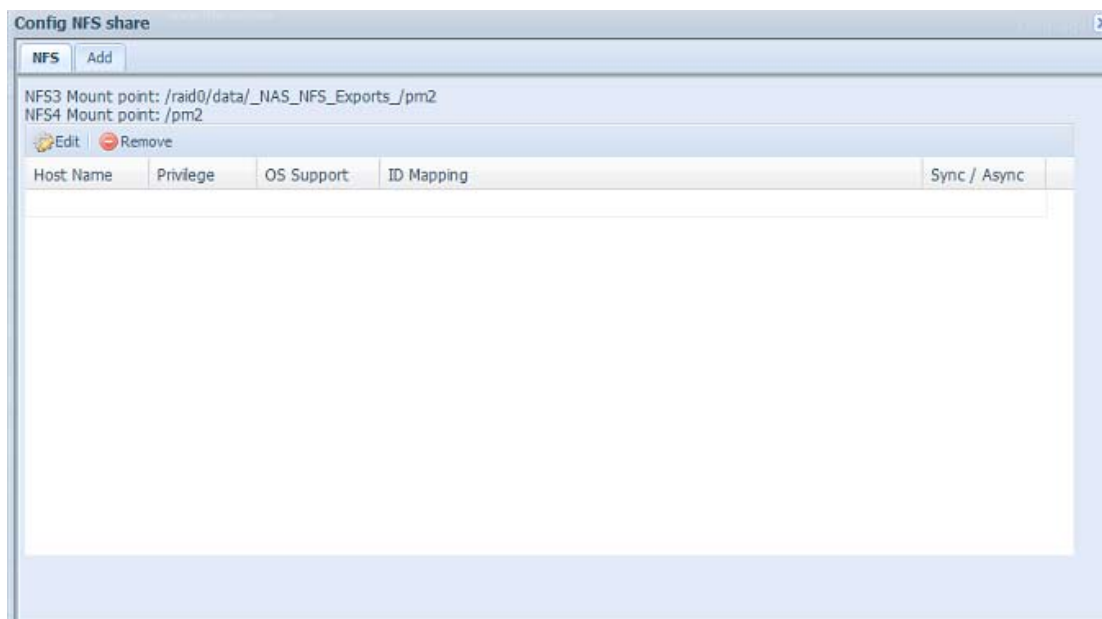 Config NFS share
NFS Add
NFS3 Mount point: /raid0/data/_NAS_NFS_Exports_/pm2
NFS4 Mount point: /pm2
Edit Remove
Host Name Privilege OS Support ID Mapping Sync / Async